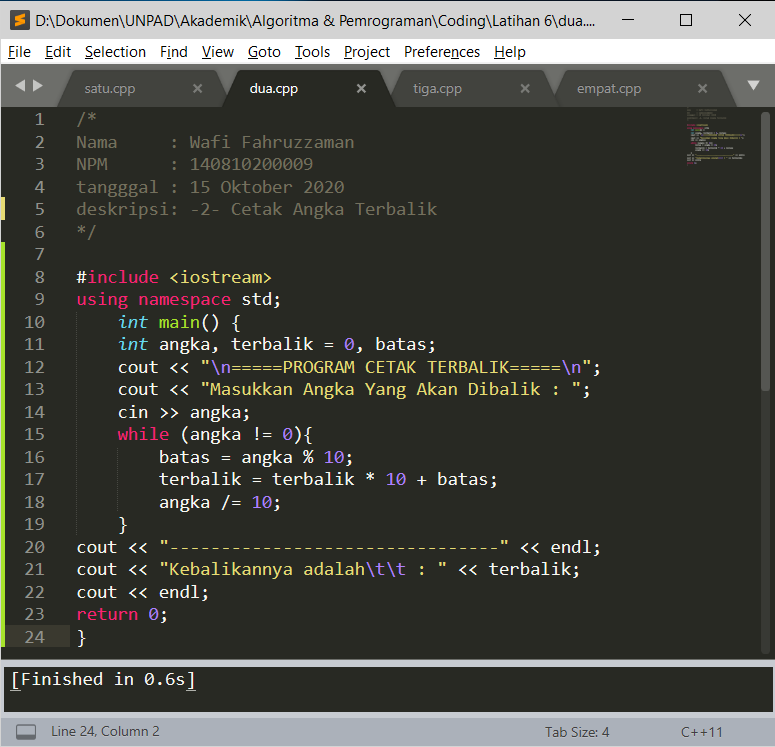 D:\Dokumen\UNPAD\Akademik\Algoritma & Pemrograman\Coding\Latihan 6\dua....
File Edit Selection Find View Goto Tools Project Preferences Help
satu.cpp dua.cpp tiga.cpp empat.cpp
1 /*
2 Nama     : Wafi Fahruzzaman
3 NPM      : 140810200009
4 tangggal : 15 Oktober 2020
5 deskripsi: -2- Cetak Angka Terbalik
6 */
7
8 #include <iostream>
9 using namespace std;
10     int main() {
11     int angka, terbalik = 0, batas;
12     cout << "\n=====PROGRAM CETAK TERBALIK=====\n";
13     cout << "Masukkan Angka Yang Akan Dibalik : ";
14     cin >> angka;
15     while (angka != 0){
16         batas = angka % 10;
17         terbalik = terbalik * 10 + batas;
18         angka /= 10;
19     }
20 cout << "--------------------------------" << endl;
21 cout << "Kebalikannya adalah\t\t : " << terbalik;
22 cout << endl;
23 return 0;
24 }
[Finished in 0.6s]
Line 24, Column 2 Tab Size: 4 C++11